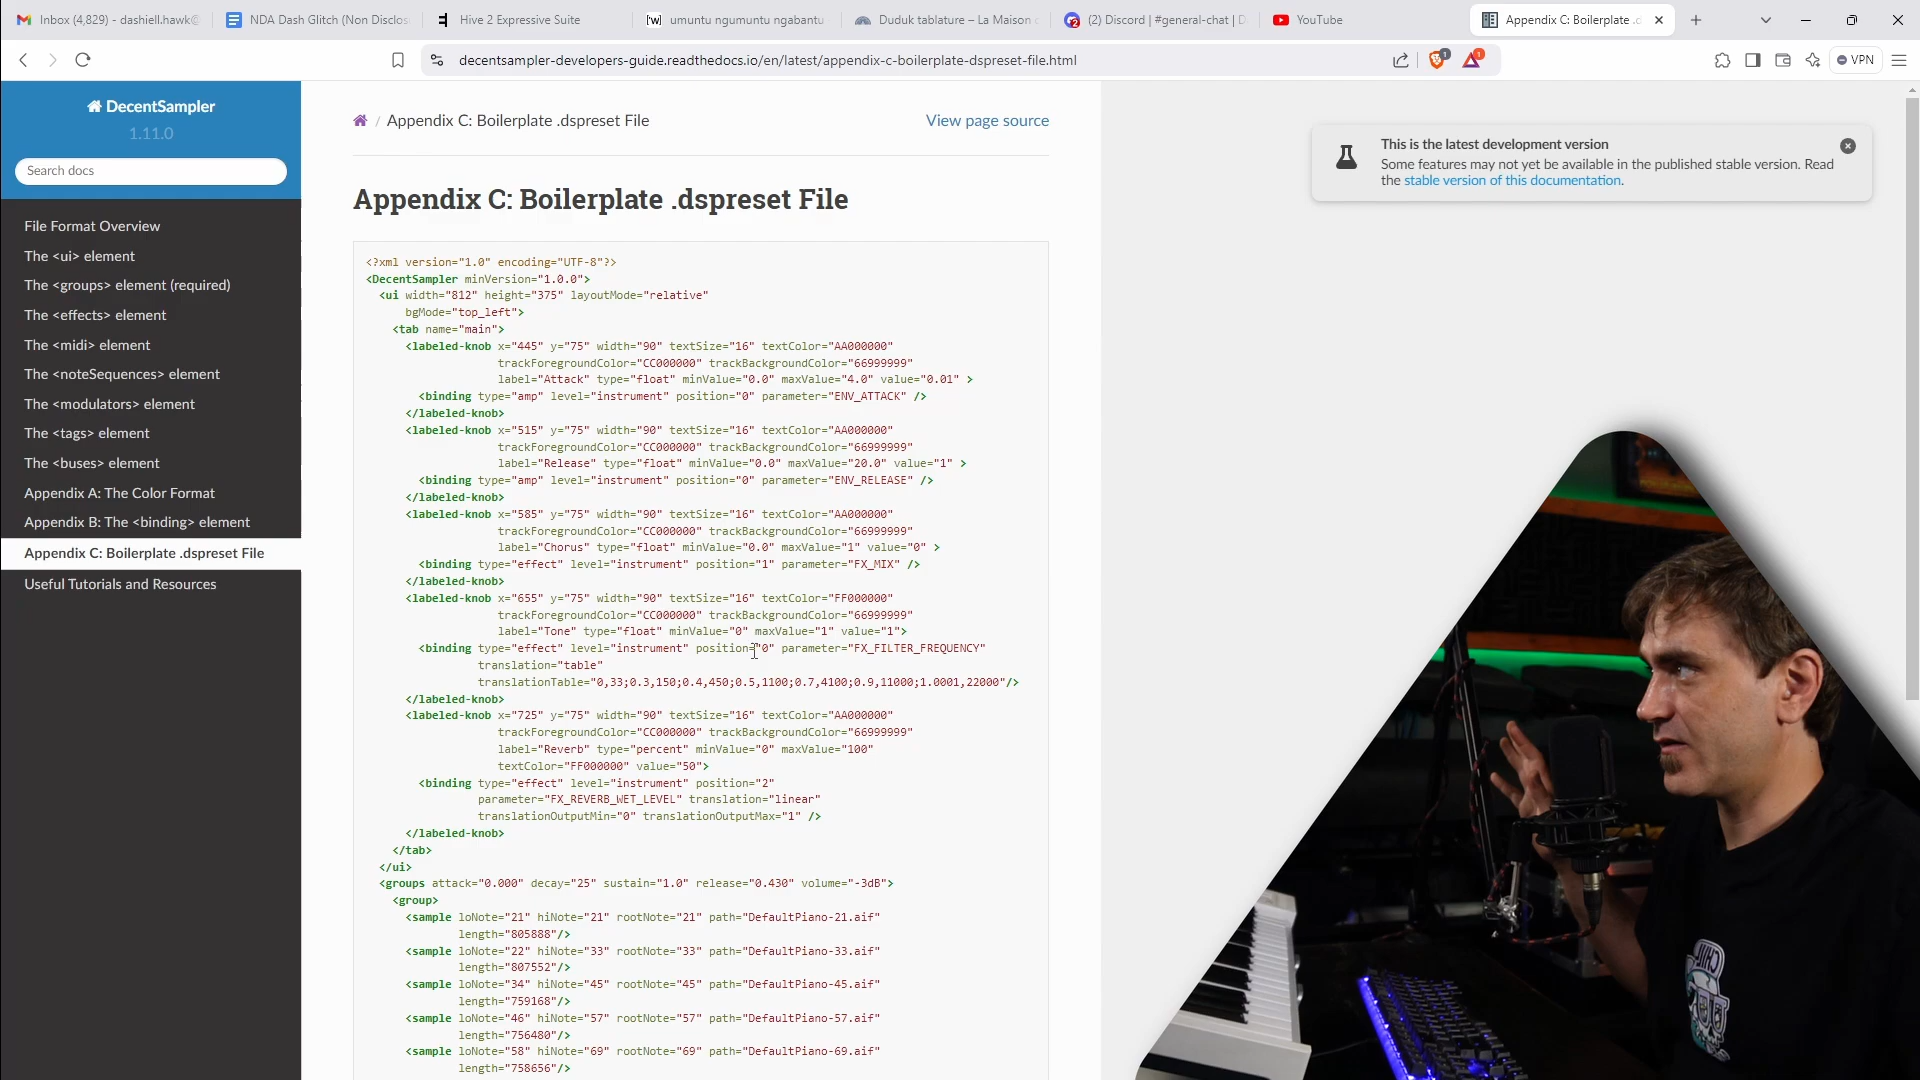 Inbox (4,829) - dashiell.hawk@
NDA Dash Glitch (Non Disclos
Hive 2 Expressive Suite
umuntu ngumuntu ngabantu
Duduk tablature – La Maison
(2) Discord | #general-chat | D
YouTube
Appendix C: Boilerplate .d
decentsampler-developers-guide.readthedocs.io/en/latest/appendix-c-boilerplate-dspreset-file.html
1
1
VPN
DecentSampler
1.11.0
Search docs
File Format Overview
The <ui> element
The <groups> element (required)
The <effects> element
The <midi> element
The <noteSequences> element
The <modulators> element
The <tags> element
The <buses> element
Appendix A: The Color Format
Appendix B: The <binding> element
Appendix C: Boilerplate .dspreset File
Useful Tutorials and Resources
/ Appendix C: Boilerplate .dspreset File
View page source
This is the latest development version
Some features may not yet be available in the published stable version. Read
the stable version of this documentation.
Appendix C: Boilerplate .dspreset File
<?xml version="1.0" encoding="UTF-8"?>
<DecentSampler minVersion="1.0.0">
<ui width="812" height="375" layoutMode="relative"
bgMode="top_left">
<tab name="main">
<labeled-knob x="445" y="75" width="90" textSize="16" textColor="AA000000"
trackForegroundColor="CC000000" trackBackgroundColor="66999999"
label="Attack" type="float" minValue="0.0" maxValue="4.0" value="0.01" >
<binding type="amp" level="instrument" position="0" parameter="ENV_ATTACK" />
</labeled-knob>
<labeled-knob x="515" y="75" width="90" textSize="16" textColor="AA000000"
trackForegroundColor="CC000000" trackBackgroundColor="66999999"
label="Release" type="float" minValue="0.0" maxValue="20.0" value="1" >
<binding type="amp" level="instrument" position="0" parameter="ENV_RELEASE" />
</labeled-knob>
<labeled-knob x="585" y="75" width="90" textSize="16" textColor="AA000000"
trackForegroundColor="CC000000" trackBackgroundColor="66999999"
label="Chorus" type="float" minValue="0.0" maxValue="1" value="0" >
<binding type="effect" level="instrument" position="1" parameter="FX_MIX" />
</labeled-knob>
<labeled-knob x="655" y="75" width="90" textSize="16" textColor="FF000000"
trackForegroundColor="CC000000" trackBackgroundColor="66999999"
label="Tone" type="float" minValue="0" maxValue="1" value="1">
<binding type="effect" level="instrument" position="0" parameter="FX_FILTER_FREQUENCY"
translation="table"
translationTable="0,33;0.3,150;0.4,450;0.5,1100;0.7,4100;0.9,11000;1.0001,22000"/>
</labeled-knob>
<labeled-knob x="725" y="75" width="90" textSize="16" textColor="AA000000"
trackForegroundColor="CC000000" trackBackgroundColor="66999999"
label="Reverb" type="percent" minValue="0" maxValue="100"
textColor="FF000000" value="50">
<binding type="effect" level="instrument" position="2"
parameter="FX_REVERB_WET_LEVEL" translation="linear"
translationOutputMin="0" translationOutputMax="1" />
</labeled-knob>
</tab>
</ui>
<groups attack="0.000" decay="25" sustain="1.0" release="0.430" volume="-3dB">
<group>
<sample loNote="21" hiNote="21" rootNote="21" path="DefaultPiano-21.aif"
length="805888"/>
<sample loNote="22" hiNote="33" rootNote="33" path="DefaultPiano-33.aif"
length="807552"/>
<sample loNote="34" hiNote="45" rootNote="45" path="DefaultPiano-45.aif"
length="759168"/>
<sample loNote="46" hiNote="57" rootNote="57" path="DefaultPiano-57.aif"
length="756480"/>
<sample loNote="58" hiNote="69" rootNote="69" path="DefaultPiano-69.aif"
length="758656"/>